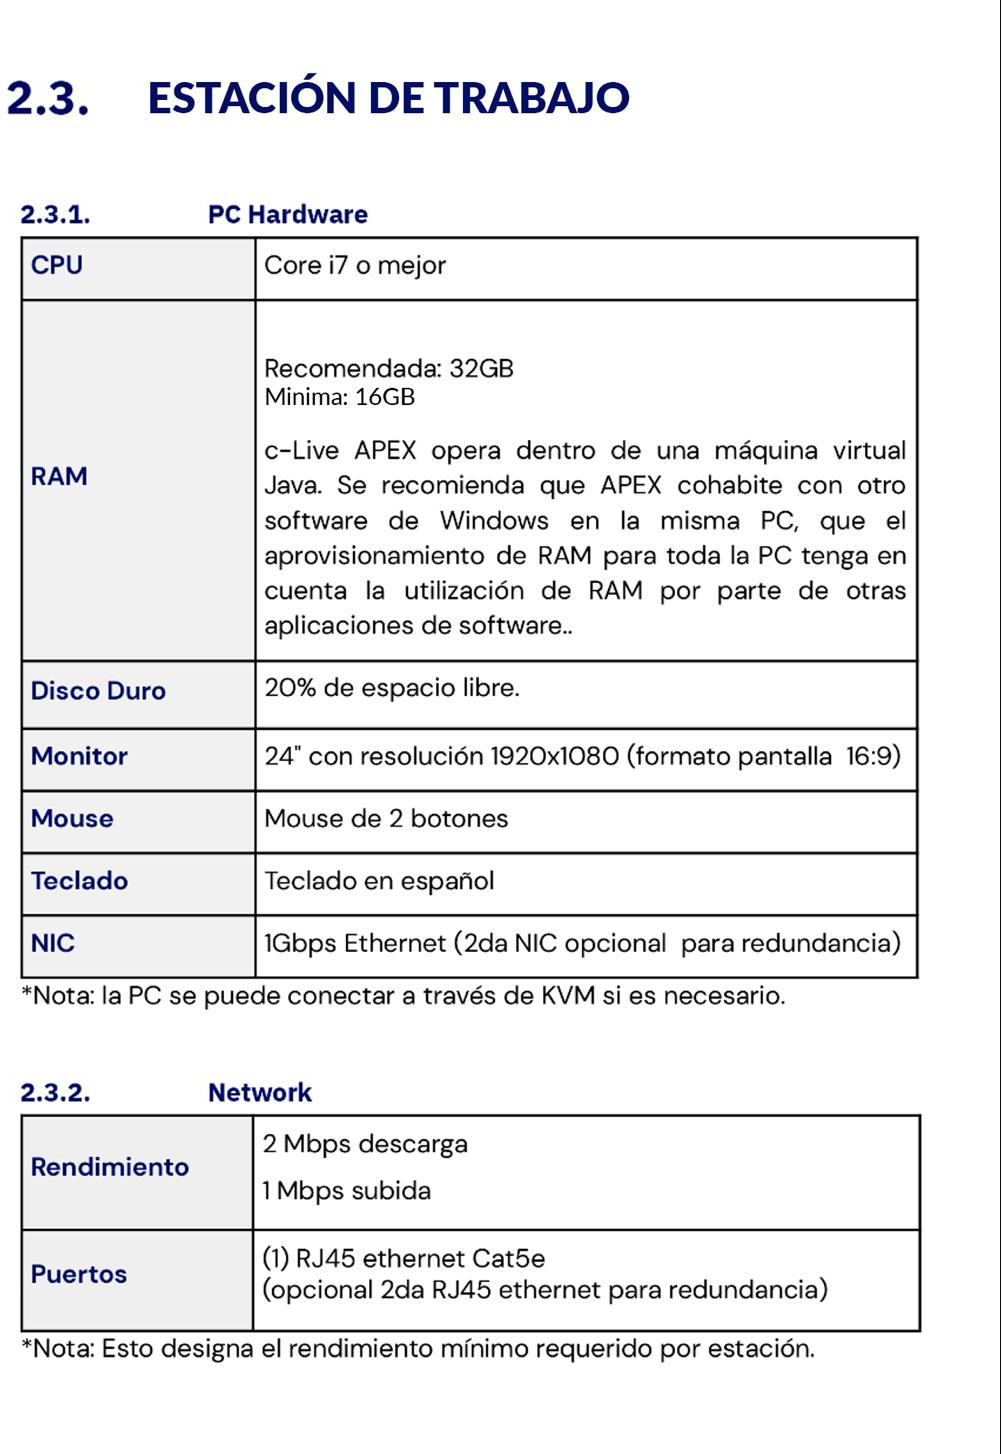 2.3. ESTACIÓN DE TRABAJO
2.3.1. PC Hardware
CPU
Core i7 o mejor
RAM
Recomendada: 32GB
Minima: 16GB
c-Live APEX opera dentro de una máquina virtual
Java. Se recomienda que APEX cohabite con otro
software de Windows en la misma PC, que el
aprovisionamiento de RAM para toda la PC tenga en
cuenta la utilización de RAM por parte de otras
aplicaciones de software..
Disco Duro
20% de espacio libre.
Monitor
24" con resolución 1920x1080 (formato pantalla 16:9)
Mouse
Mouse de 2 botones
Teclado
Teclado en español
NIC
1Gbps Ethernet (2da NIC opcional para redundancia)
*Nota: la PC se puede conectar a través de KVM si es necesario.
2.3.2. Network
Rendimiento
2 Mbps descarga
1 Mbps subida
Puertos
(1) RJ45 ethernet Cat5e
(opcional 2da RJ45 ethernet para redundancia)
*Nota: Esto designa el rendimiento mínimo requerido por estación.